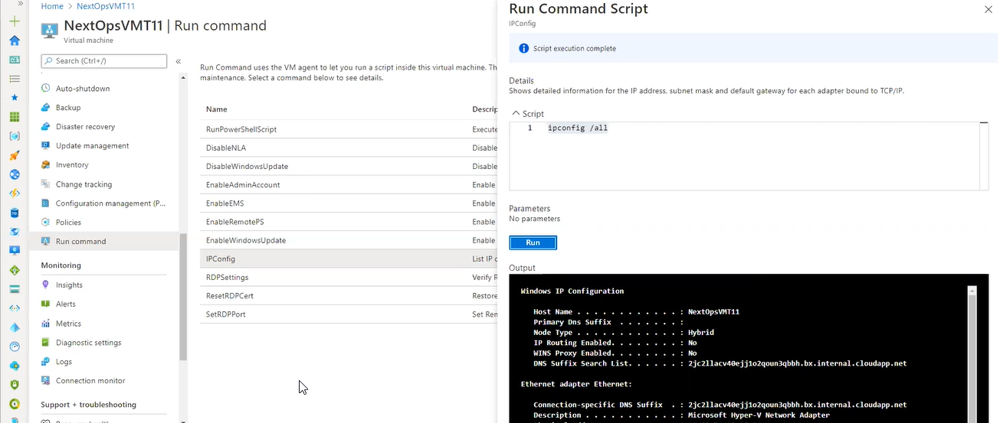 Home > NextOpsVMT11
NextOpsVMT11 | Run command
Virtual machine
Search (Ctrl+/)
Auto-shutdown
Backup
Disaster recovery
Update management
Inventory
Change tracking
Configuration management (P...
Policies
Run command
Monitoring
Insights
Alerts
Metrics
Diagnostic settings
Logs
Connection monitor
Support + troubleshooting
Run Command uses the VM agent to let you run a script inside this virtual machine. Th
maintenance. Select a command below to see details.
Name Descrip
RunPowerShellScript Execute
DisableNLA Disable
DisableWindowsUpdate Disable
EnableAdminAccount Enable
EnableEMS Enable
EnableRemotePS Enable
EnableWindowsUpdate Enable
IPConfig List IP c
RDPSettings Verify R
ResetRDPCert Restore
SetRDPPort Set Rem
Run Command Script
IPConfig
Script execution complete
Details
Shows detailed information for the IP address, subnet mask and default gateway for each adapter bound to TCP/IP.
Script
1 ipconfig /all
Parameters
No parameters
Run
Output
Windows IP Configuration
Host Name . . . . . . . . . . . . : NextOpsVMT11
Primary Dns Suffix . . . . . . . :
Node Type . . . . . . . . . . . . : Hybrid
IP Routing Enabled. . . . . . . . : No
WINS Proxy Enabled. . . . . . . . : No
DNS Suffix Search List. . . . . . : 2jc2llacv40ejj1o2qoun3qbbh.bx.internal.cloudapp.net
Ethernet adapter Ethernet:
Connection-specific DNS Suffix . : 2jc2llacv40ejj1o2qoun3qbbh.bx.internal.cloudapp.net
Description . . . . . . . . . . . : Microsoft Hyper-V Network Adapter